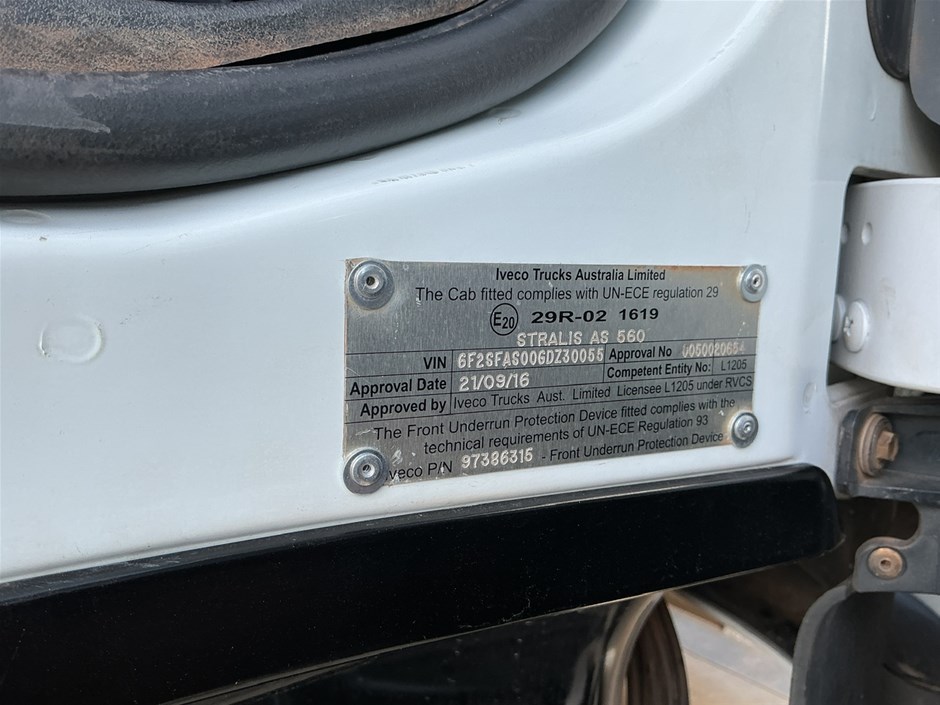 Iveco Trucks Australia Limited
The Cab fitted complies with UN-ECE regulation 29
E20 29R-02 1619
STRALIS AS 560
VIN 6F2SFAS006DZ30055 Approval No
Approval Date 21/09/16 Competent Entity No: L1205
Approved by Iveco Trucks Aust. Limited Licensee L1205 under RVCS
The Front Underrun Protection Device fitted complies with the
technical requirements of UN-ECE Regulation 93
Iveco P/N 97386315 - Front Underrun Protection Device